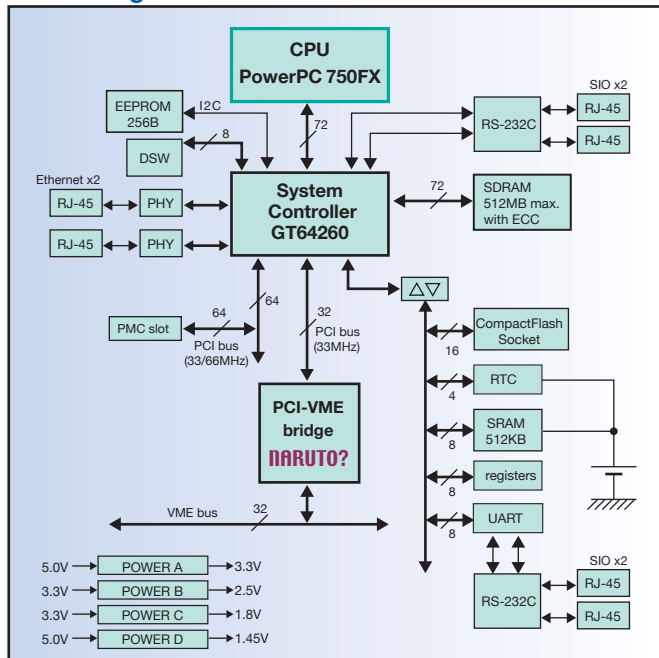 CPU
PowerPC 750FX
EEPROM
256B
I2C
72
8
DSW
SIO x2
RS-232C
RJ-45
RJ-45
Ethernet x2
RJ-45
PHY
RJ-45
PHY
System
Controller
GT64260
72
SDRAM
512MB max.
with ECC
64
32
△▽
PMC slot
64
PCI bus
(33/66MHz)
PCI bus
(33MHz)
CompactFlash
Socket
16
RTC
4
PCI-VME
bridge
NARUTO?
SRAM
512KB
8
registers
8
VME bus
32
UART
8
5.0V
POWER A
3.3V
3.3V
POWER B
2.5V
3.3V
POWER C
1.8V
5.0V
POWER D
1.45V
SIO x2
RS-232C
RJ-45
RJ-45